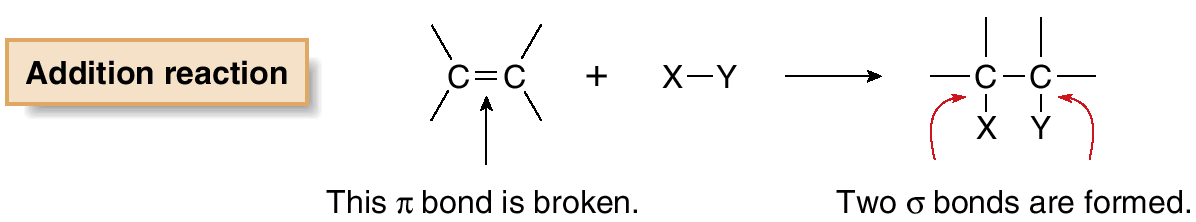 Addition reaction
C=C + X—Y C—C
X Y
This π bond is broken.
Two σ bonds are formed.